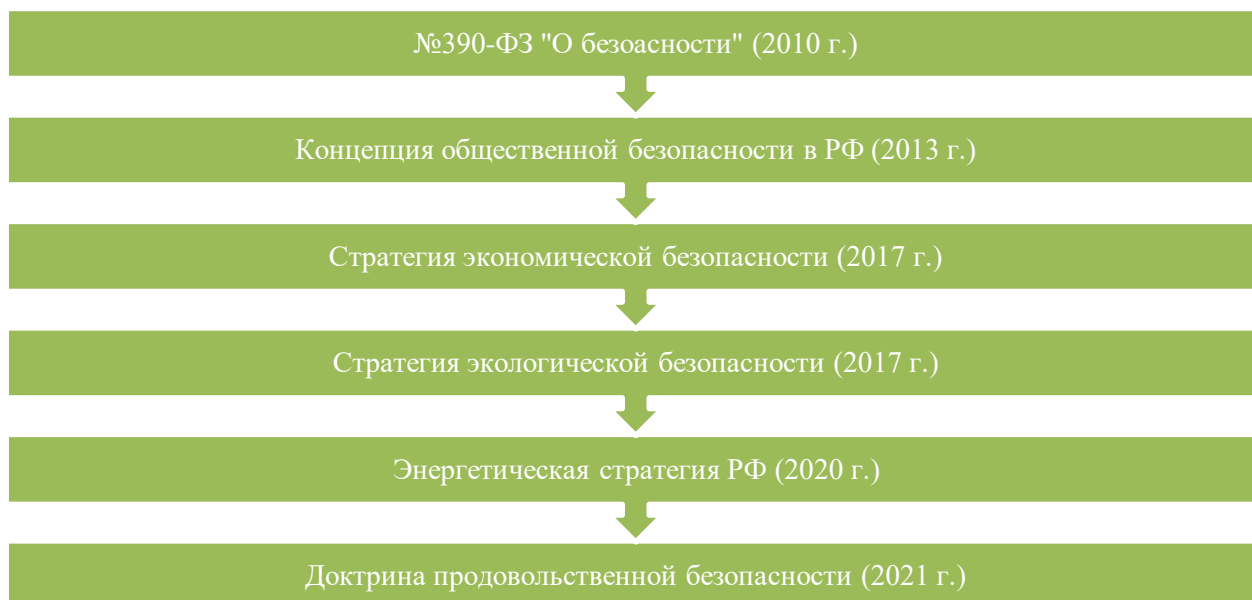 №390-ФЗ "О безоасности" (2010 г.)
Концепция общественной безопасности в РФ (2013 г.)
Стратегия экономической безопасности (2017 г.)
Стратегия экологической безопасности (2017 г.)
Энергетическая стратегия РФ (2020 г.)
Доктрина продовольственной безопасности (2021 г.)